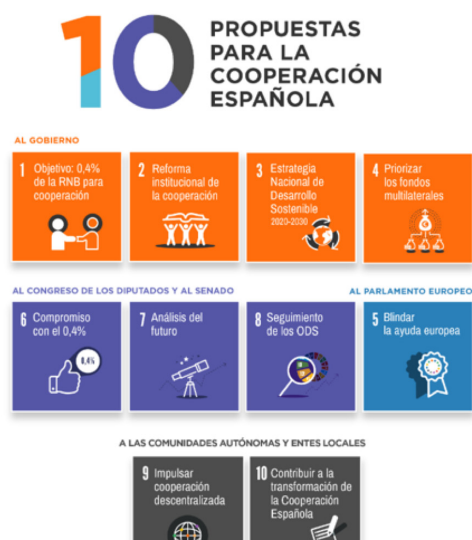 10 PROPUESTAS
PARA LA
COOPERACIÓN
ESPAÑOLA
AL GOBIERNO
1 Objetivo: 0,4%
de la RNB para
cooperación
2 Reforma
institucional de
la cooperación
3 Estrategia
Nacional de
Desarrollo
Sostenible
2020-2030
4 Priorizar
los fondos
multilaterales
AL CONGRESO DE LOS DIPUTADOS Y AL SENADO
6 Compromiso
con el 0,4%
0,4%
7 Análisis del
futuro
8 Seguimiento
de los ODS
AL PARLAMENTO EUROPEO
5 Blindar
la ayuda europea
A LAS COMUNIDADES AUTÓNOMAS Y ENTES LOCALES
9 Impulsar
cooperación
descentralizada
10 Contribuir a la
transformación de
la Cooperación
Española